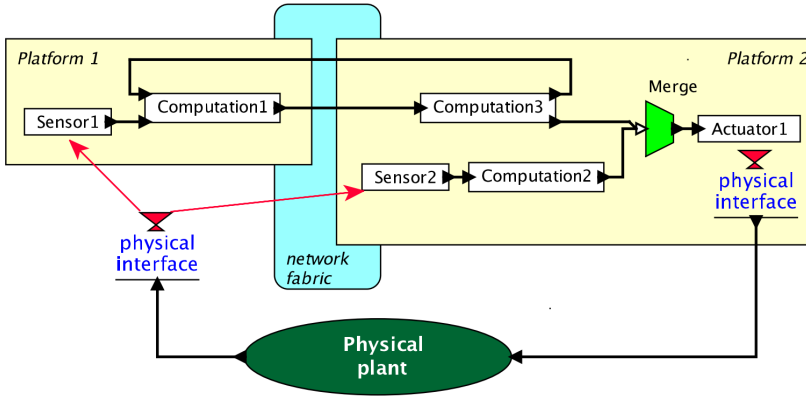 Platform 1
Platform 2
Merge
Computation1
Computation3
Sensor1
Actuator1
Sensor2
Computation2
physical
interface
physical
interface
network
fabric
Physical
plant